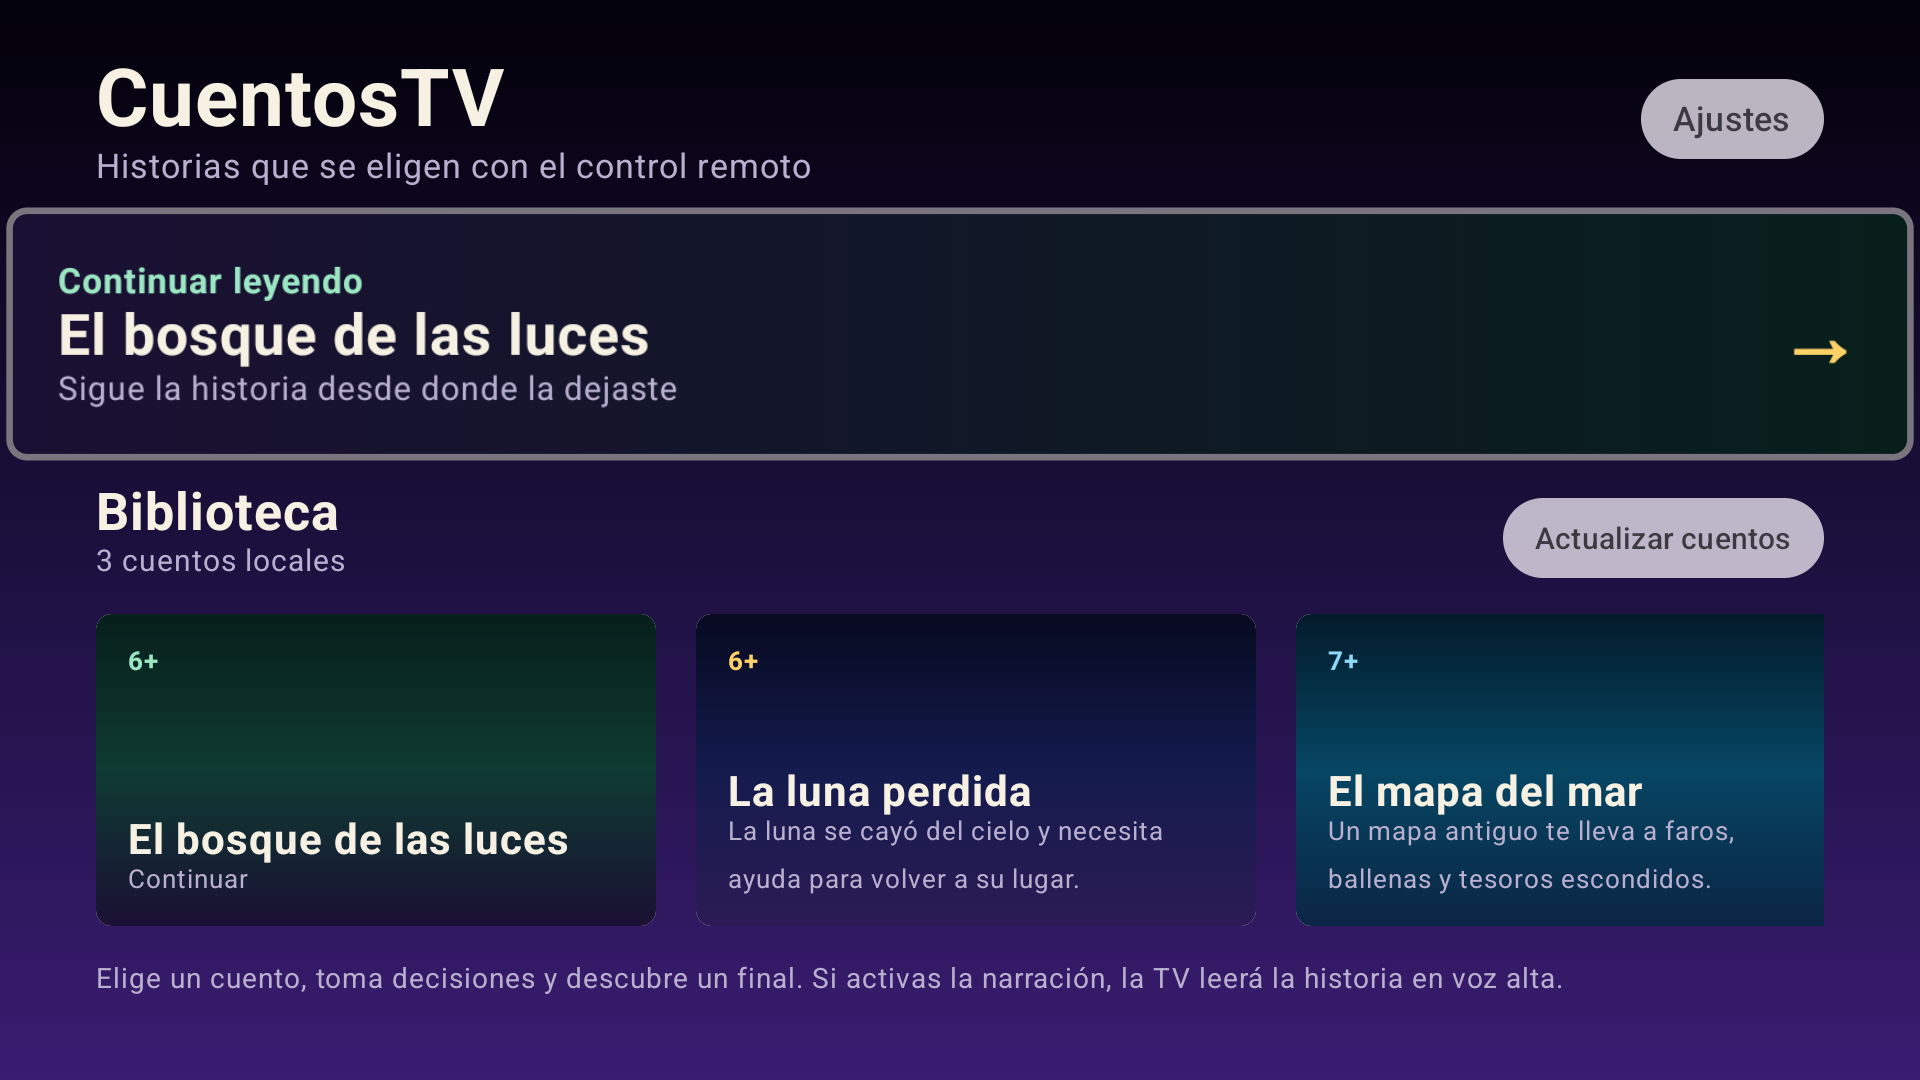 CuentosTV
Historias que se eligen con el control remoto
Ajustes
Continuar leyendo
El bosque de las luces
Sigue la historia desde donde la dejaste
→
Biblioteca
3 cuentos locales
Actualizar cuentos
6+
El bosque de las luces
Continuar
6+
La luna perdida
La luna se cayó del cielo y necesita
ayuda para volver a su lugar.
7+
El mapa del mar
Un mapa antiguo te lleva a faros,
ballenas y tesoros escondidos.
Elige un cuento, toma decisiones y descubre un final. Si activas la narración, la TV leerá la historia en voz alta.